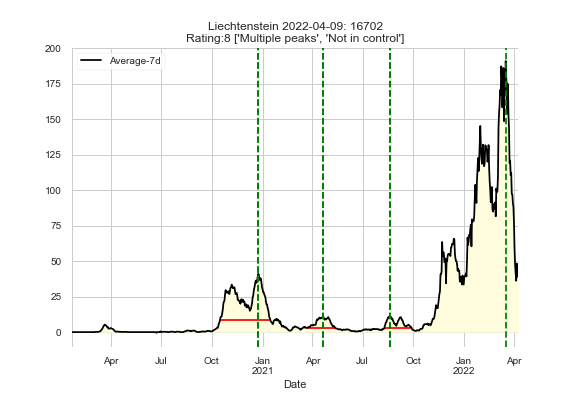 Liechtenstein 2022-04-09: 16702
Rating:8 ['Multiple peaks', 'Not in control']
Average-7d
200
175
150
125
100
75
50
25
0
Apr Jul Oct Jan Apr Jul Oct Jan Apr
2021 2022
Date